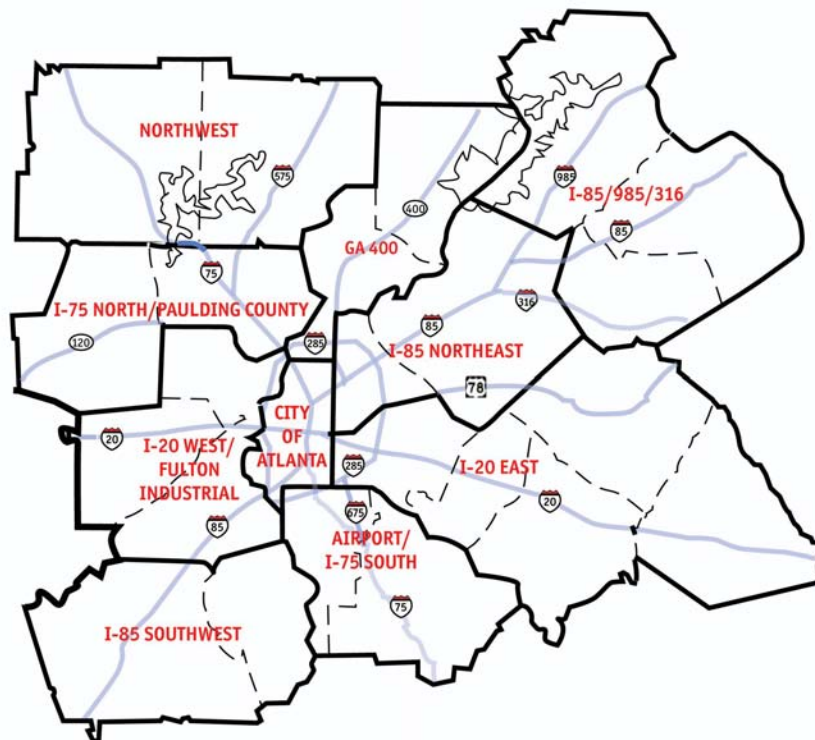 NORTHWEST
575
985
I-85/985/316
400
85
GA 400
75
I-75 NORTH/PAULDING COUNTY
316
85
285
120
I-85 NORTHEAST
78
CITY
OF
ATLANTA
20
I-20 WEST/
FULTON
INDUSTRIAL
285
I-20 EAST
20
675
85
AIRPORT/
I-75 SOUTH
75
I-85 SOUTHWEST